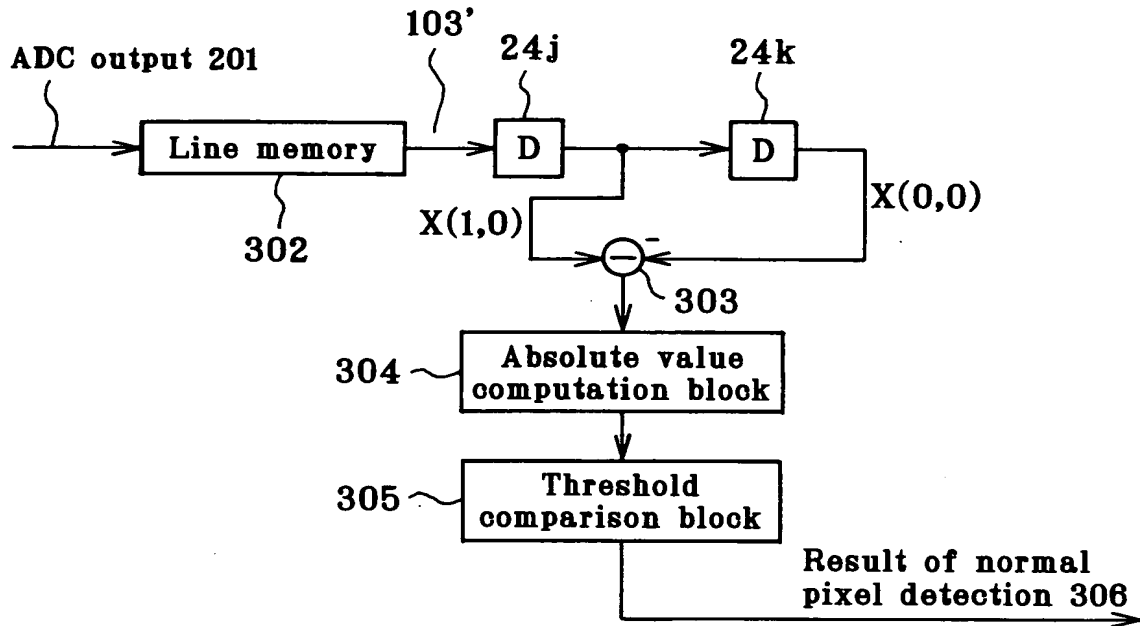 103'
24j
24k
ADC output 201
Line memory
D
D
302
X(1,0)
X(0,0)
-
−
303
304
Absolute value
computation block
305
Threshold
comparison block
Result of normal
pixel detection 306